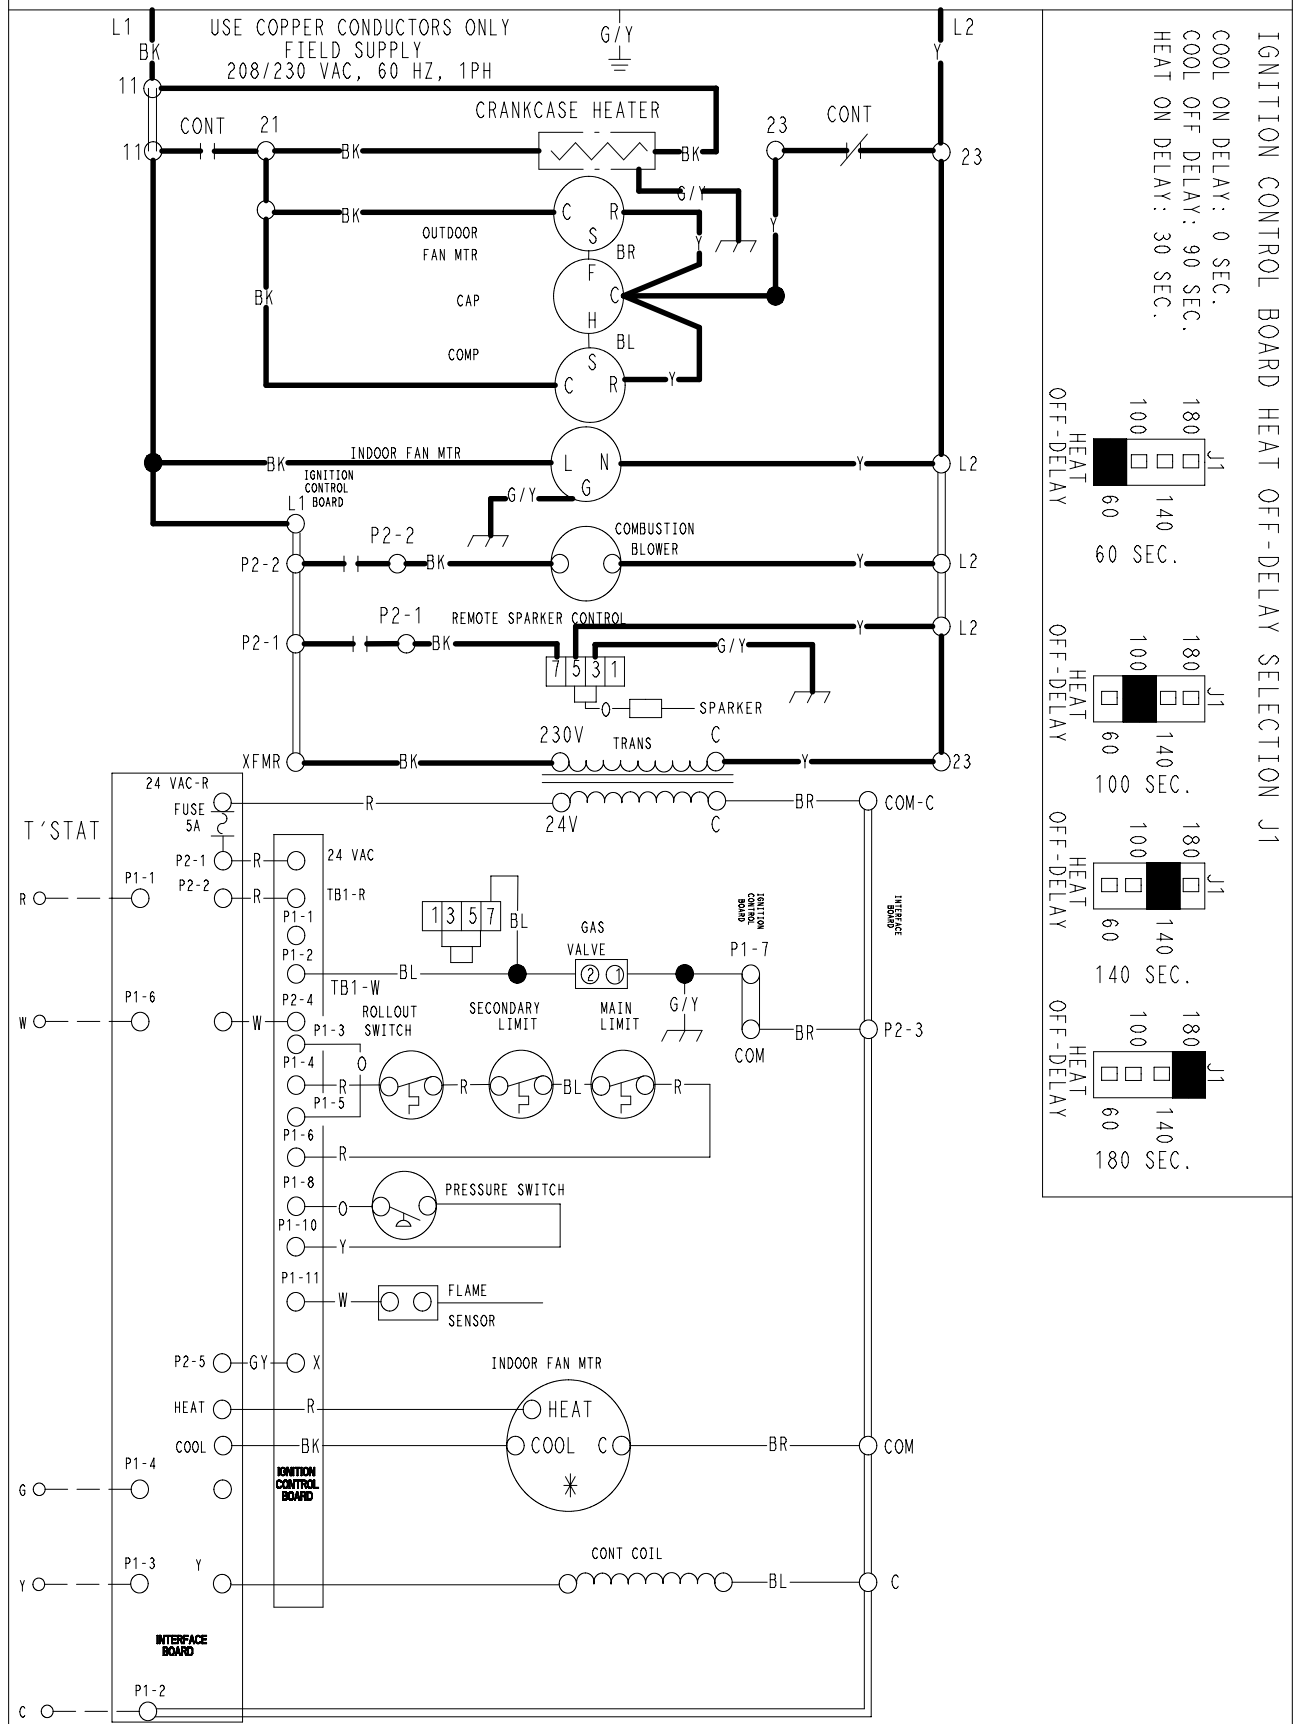 L1
USE COPPER CONDUCTORS ONLY
FIELD SUPPLY
208/230 VAC, 60 HZ, 1PH
G/Y
L2
BK
Y
11
CRANKCASE HEATER
CONT
21
11
BK
BK
23
CONT
23
G/Y
BK
C
R
S
OUTDOOR
FAN MTR
BR
Y
Y
F
BK
CAP
C
H
BL
COMP
S
C
R
Y
BK
INDOOR FAN MTR
L
N
G
Y
L2
IGNITION
CONTROL
BOARD
L1
G/Y
P2-2
COMBUSTION
BLOWER
P2-2
BK
Y
L2
P2-1
REMOTE SPARKER CONTROL
Y
L2
P2-1
BK
G/Y
7 5 3 1
O
SPARKER
230V
TRANS
C
XFMR
BK
Y
23
24 VAC-R
FUSE
5A
R
24V
C
BR
COM-C
T'STAT
P2-1
R
24 VAC
R
P1-1
P2-2
R
TB1-R
P1-1
1 3 5 7
BL
GAS
VALVE
2 1
IGNITION
CONTROL
BOARD
INTERFACE
BOARD
P1-7
P1-2
BL
TB1-W
G/Y
W
P1-6
W
P2-4
ROLLOUT
SWITCH
SECONDARY
LIMIT
MAIN
LIMIT
COM
BR
P2-3
P1-3
O
P1-4
R
R
BL
R
P1-5
P1-6
R
P1-8
O
PRESSURE SWITCH
P1-10
Y
P1-11
W
FLAME
SENSOR
P2-5
GY
X
INDOOR FAN MTR
HEAT
R
HEAT
COOL
BK
COOL
C
BR
COM
IGNITION
CONTROL
BOARD
G
P1-4
CONT COIL
Y
P1-3
Y
BL
C
INTERFACE
BOARD
P1-2
C
IGNITION CONTROL BOARD HEAT OFF-DELAY SELECTION J1
COOL ON DELAY: 0 SEC.
COOL OFF DELAY: 90 SEC.
HEAT ON DELAY: 30 SEC.
100
180
J1
HEAT
OFF-DELAY
60
140
60 SEC.
100
180
J1
HEAT
OFF-DELAY
60
140
100 SEC.
100
180
J1
HEAT
OFF-DELAY
60
140
140 SEC.
100
180
J1
HEAT
OFF-DELAY
60
140
180 SEC.